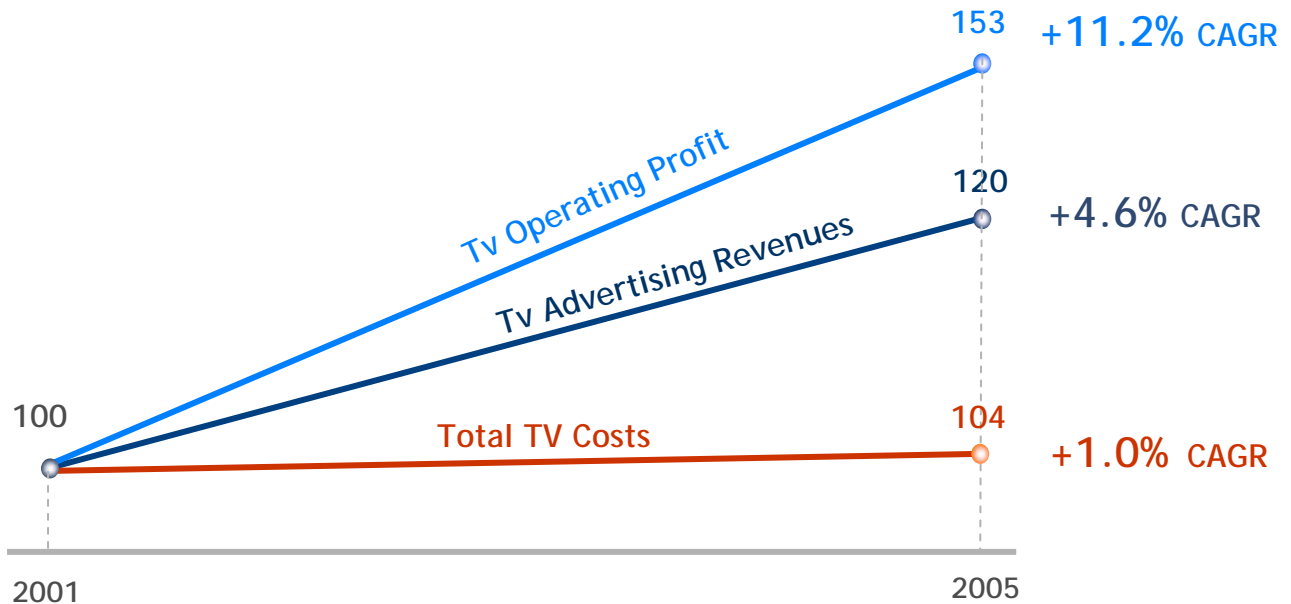 153
+11.2% CAGR
Tv Operating Profit
120
+4.6% CAGR
Tv Advertising Revenues
100
104
Total TV Costs
+1.0% CAGR
2001
2005